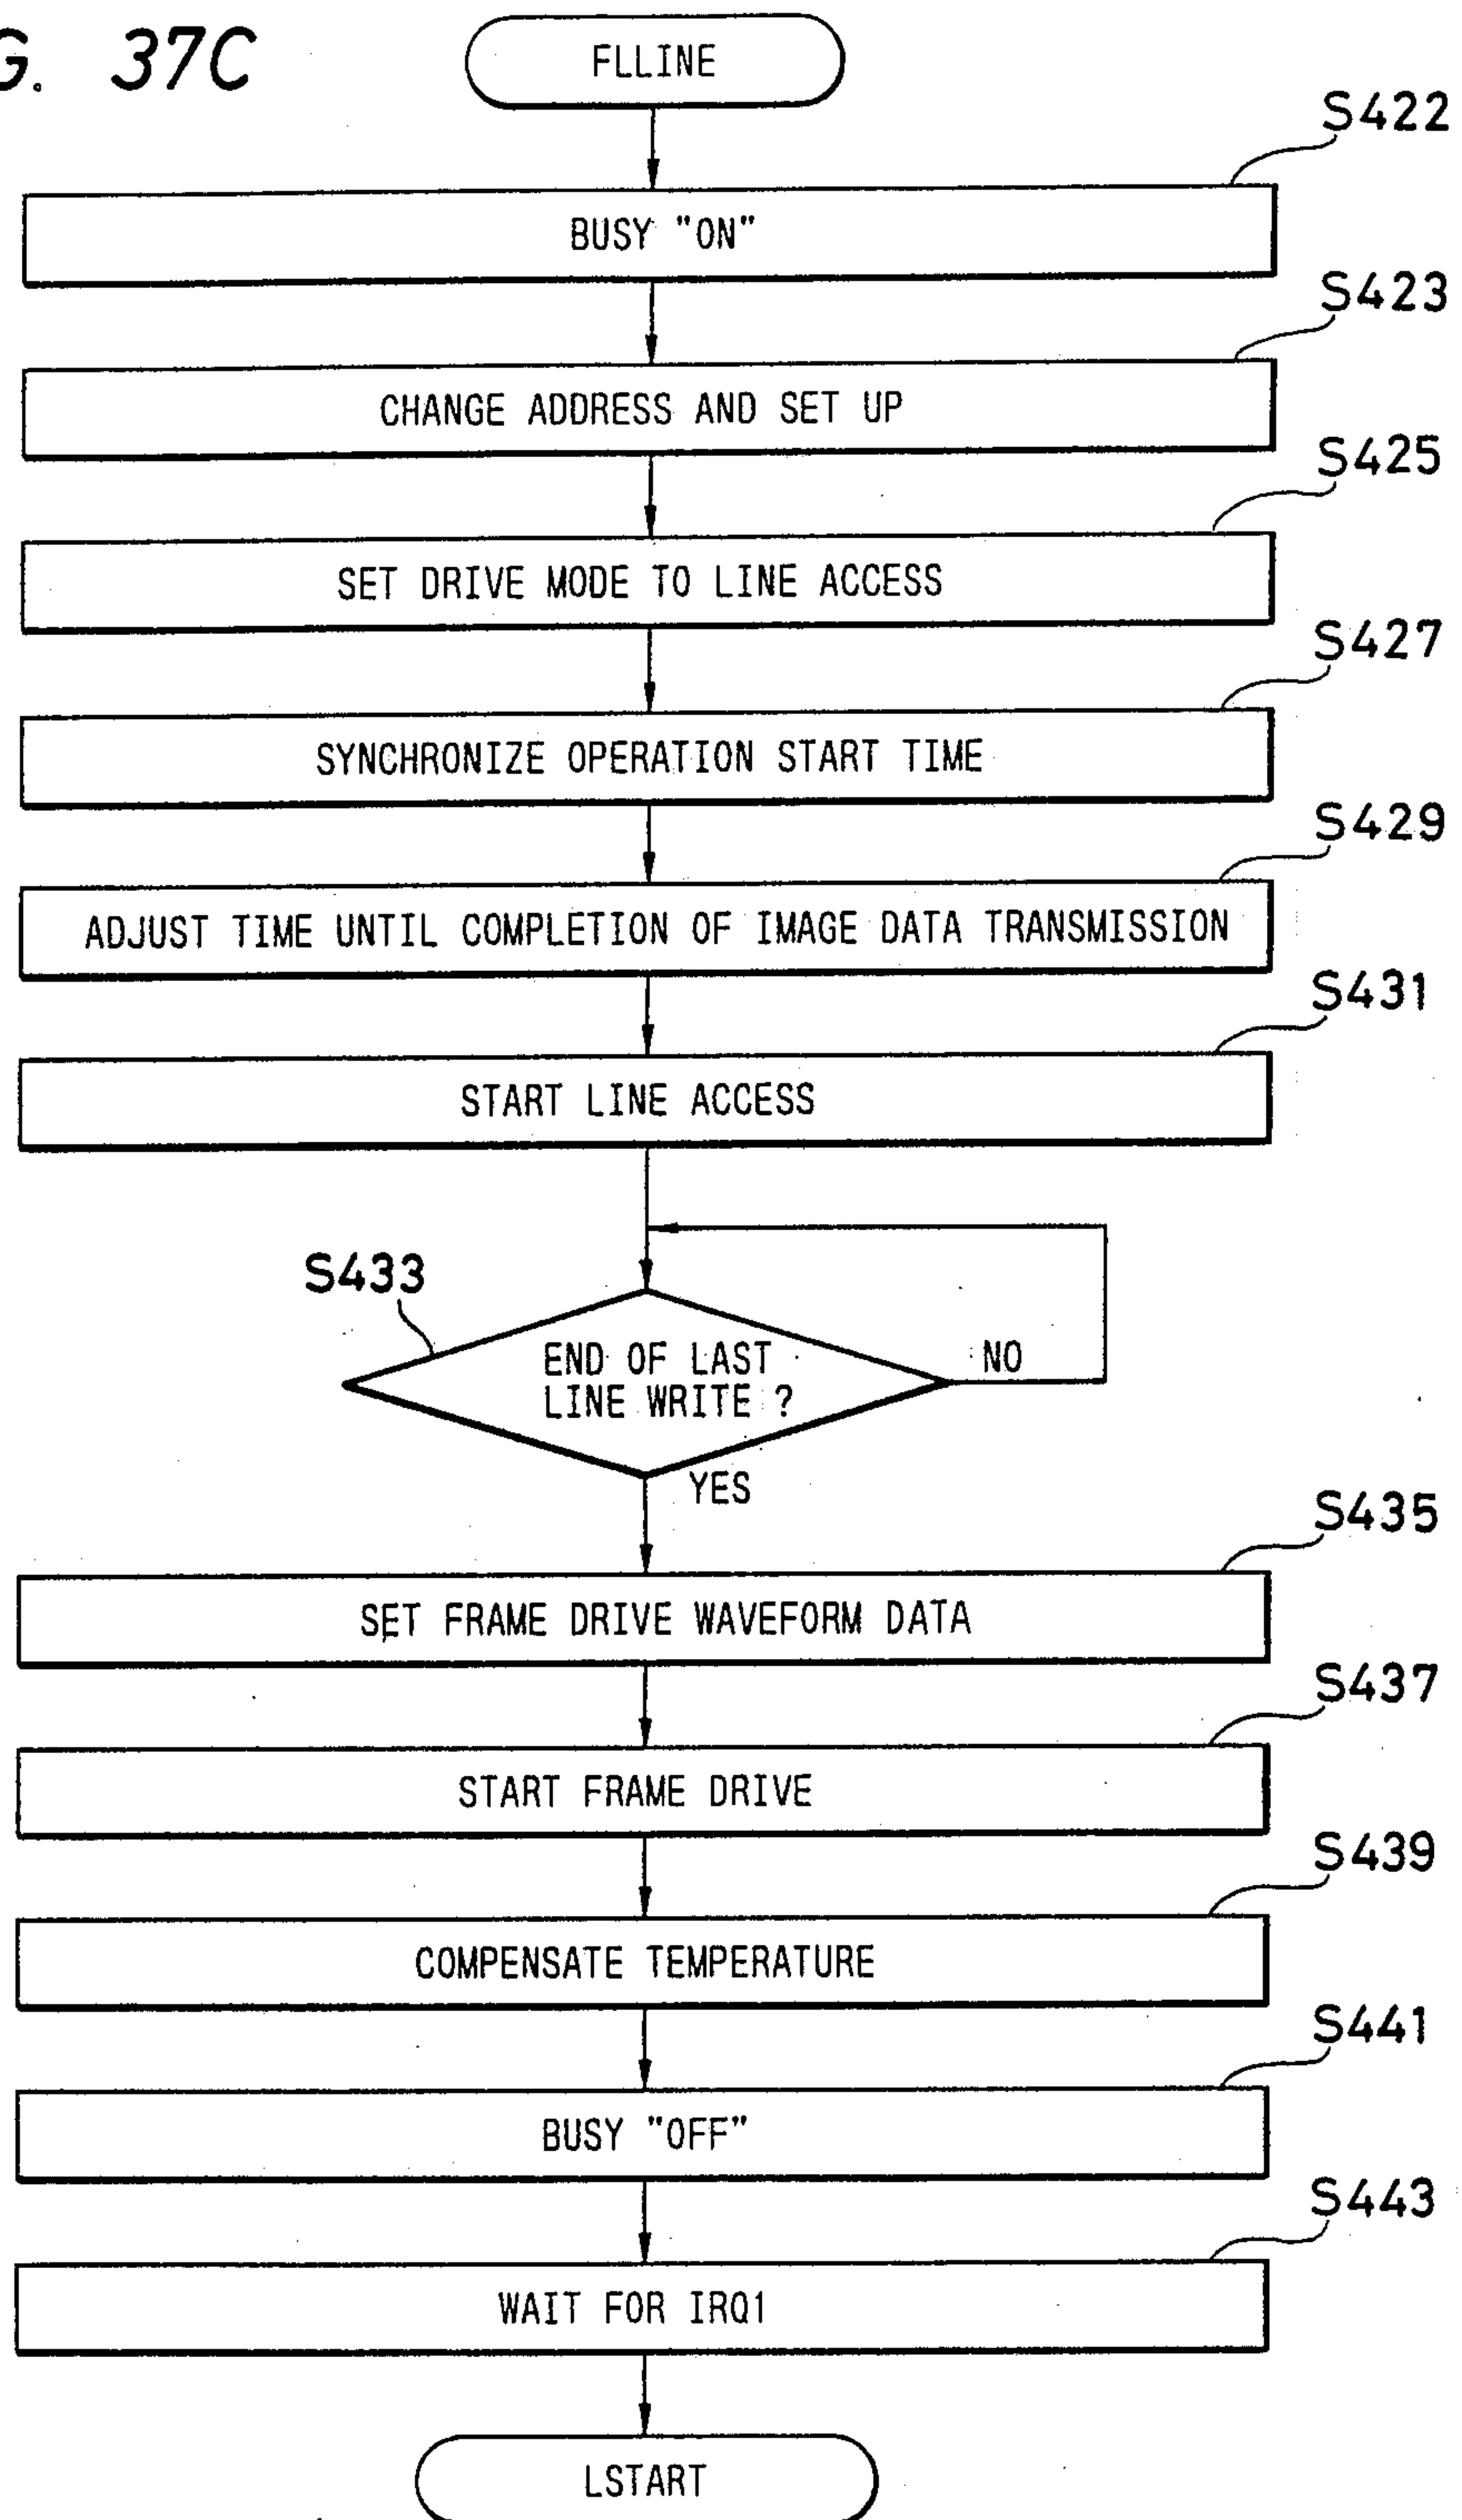 G. 37C
FLLINE
S422
BUSY "ON"
S423
CHANGE ADDRESS AND SET UP
S425
SET DRIVE MODE TO LINE ACCESS
S427
SYNCHRONIZE OPERATION START TIME
S429
ADJUST TIME UNTIL COMPLETION OF IMAGE DATA TRANSMISSION
S431
START LINE ACCESS
S433
END OF LAST
LINE WRITE ?
NO
YES
S435
SET FRAME DRIVE WAVEFORM DATA
S437
START FRAME DRIVE
S439
COMPENSATE TEMPERATURE
S441
BUSY "OFF"
S443
WAIT FOR IRQ1
LSTART